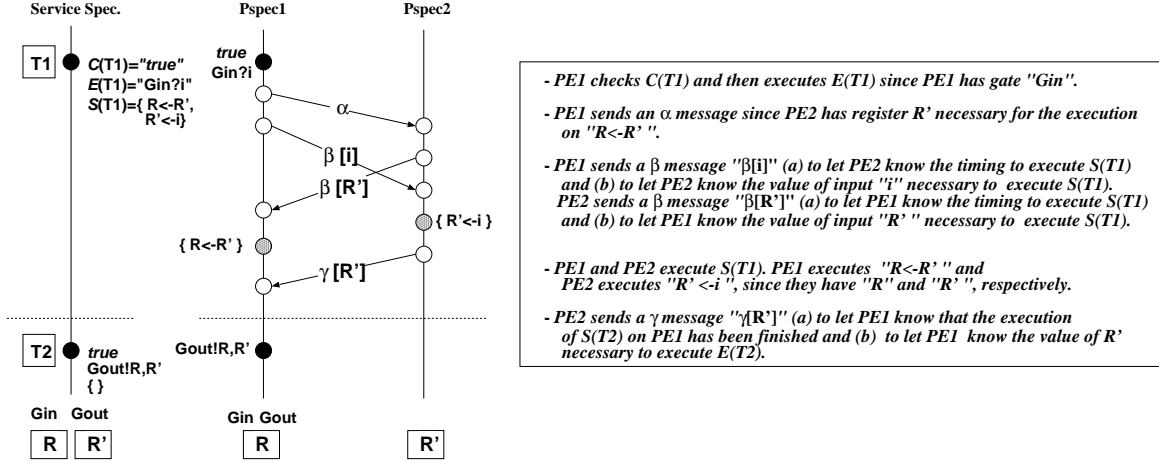 Service Spec.
Pspec1
Pspec2
T1
C(T1)="true"
E(T1)="Gin?i"
S(T1)={ R<-R',
R'<-i}
true
Gin?i
α
β [i]
β [R']
{ R'<-i }
{ R<-R' }
γ [R']
T2
true
Gout!R,R'
{ }
Gout!R,R'
Gin Gout
R R'
Gin Gout
R
R'
- PE1 checks C(T1) and then executes E(T1) since PE1 has gate "Gin".
- PE1 sends an α message since PE2 has register R' necessary for the execution
on "R<-R' ".
- PE1 sends a β message "β[i]" (a) to let PE2 know the timing to execute S(T1)
and (b) to let PE2 know the value of input "i" necessary to execute S(T1).
PE2 sends a β message "β[R']" (a) to let PE1 know the timing to execute S(T1)
and (b) to let PE1 know the value of input "R' " necessary to execute S(T1).
- PE1 and PE2 execute S(T1). PE1 executes "R<-R' " and
PE2 executes "R' <-i ", since they have "R" and "R' ", respectively.
- PE2 sends a γ message "γ[R']" (a) to let PE1 know that the execution
of S(T2) on PE1 has been finished and (b) to let PE1 know the value of R'
necessary to execute E(T2).